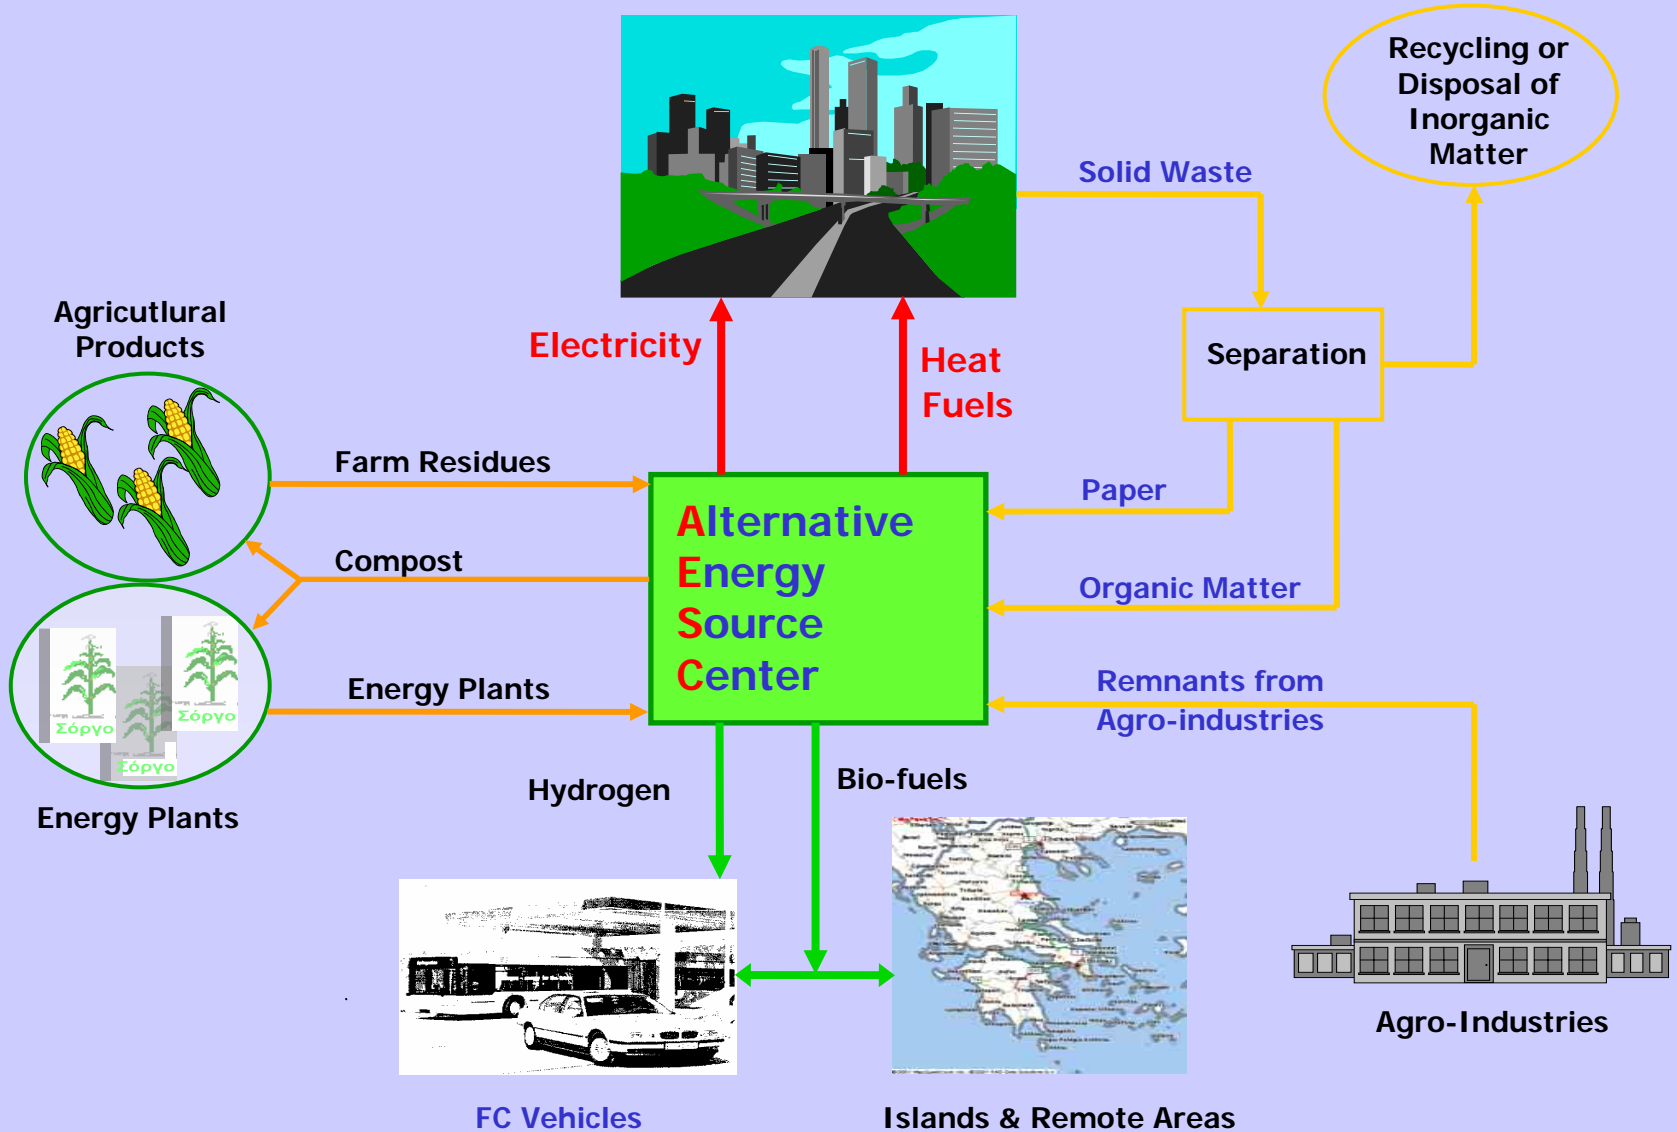 Recycling or
Disposal of
Inorganic
Matter
Solid Waste
Separation
Agricutlural
Products
Electricity
Heat
Fuels
Farm Residues
Paper
Alternative
Energy
Source
Center
Compost
Organic Matter
Energy Plants
Remnants from
Agro-industries
Σόργο
Σόργο
Σόργο
Energy Plants
Hydrogen
Bio-fuels
Agro-Industries
FC Vehicles
Islands & Remote Areas